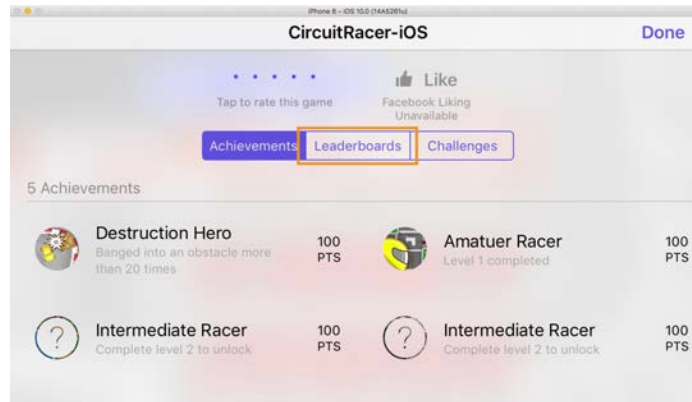 iPhone 6 – iOS 10.0 (14A5261u)
CircuitRacer-iOS
Done
Like
Tap to rate this game
Facebook Liking
Unavailable
Achievements
Leaderboards
Challenges
5 Achievements
Destruction Hero
Banged into an obstacle more
than 20 times
100
PTS
Amatuer Racer
Level 1 completed
100
PTS
Intermediate Racer
Complete level 2 to unlock
100
PTS
Intermediate Racer
Complete level 2 to unlock
100
PTS